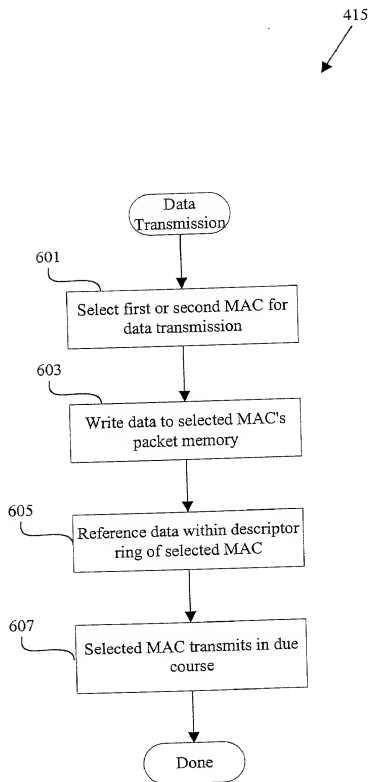 415
Data
Transmission
601
Select first or second MAC for
data transmission
603
Write data to selected MAC's
packet memory
605
Reference data within descriptor
ring of selected MAC
607
Selected MAC transmits in due
course
Done